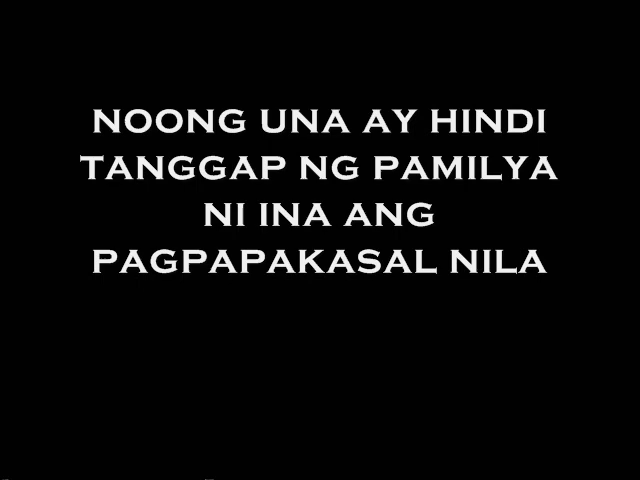 NOONG UNA AY HINDI
TANGGAP NG PAMILYA
NI INA ANG
PAGPAPAKASAL NILA